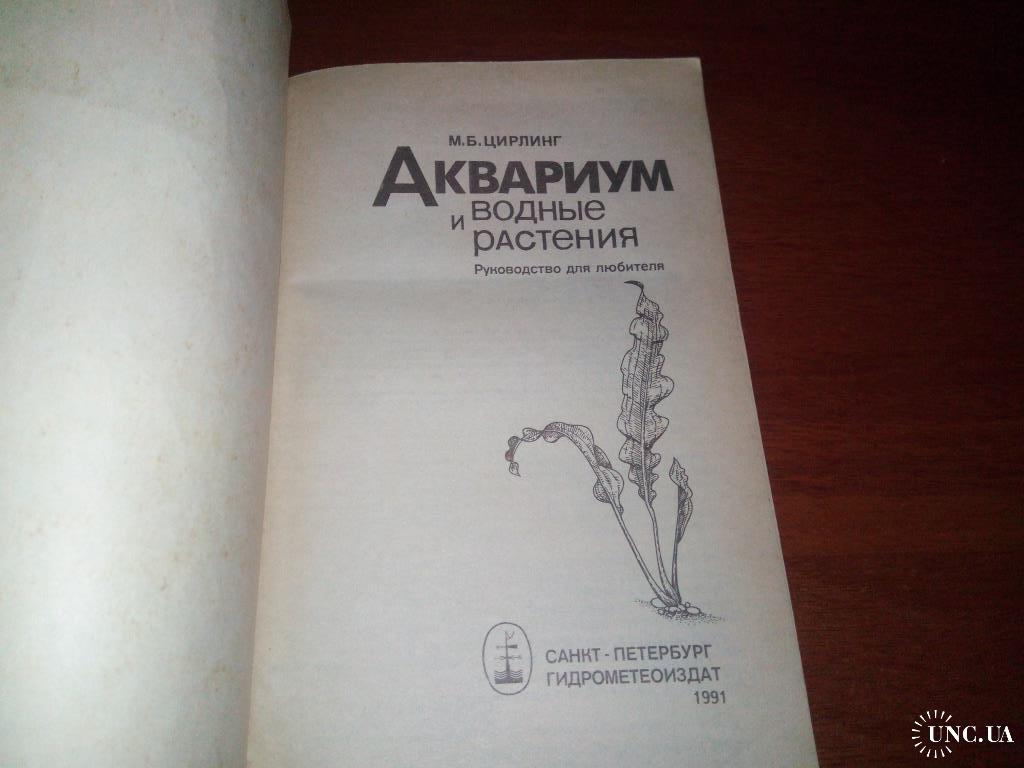 М.Б.ЦИРЛИНГ
АКВАРИУМ
и ВОДНЫЕ
РАСТЕНИЯ
Руководство для любителя
САНКТ-ПЕТЕРБУРГ
ГИДРОМЕТЕОИЗДАТ
1991
UNC.UA